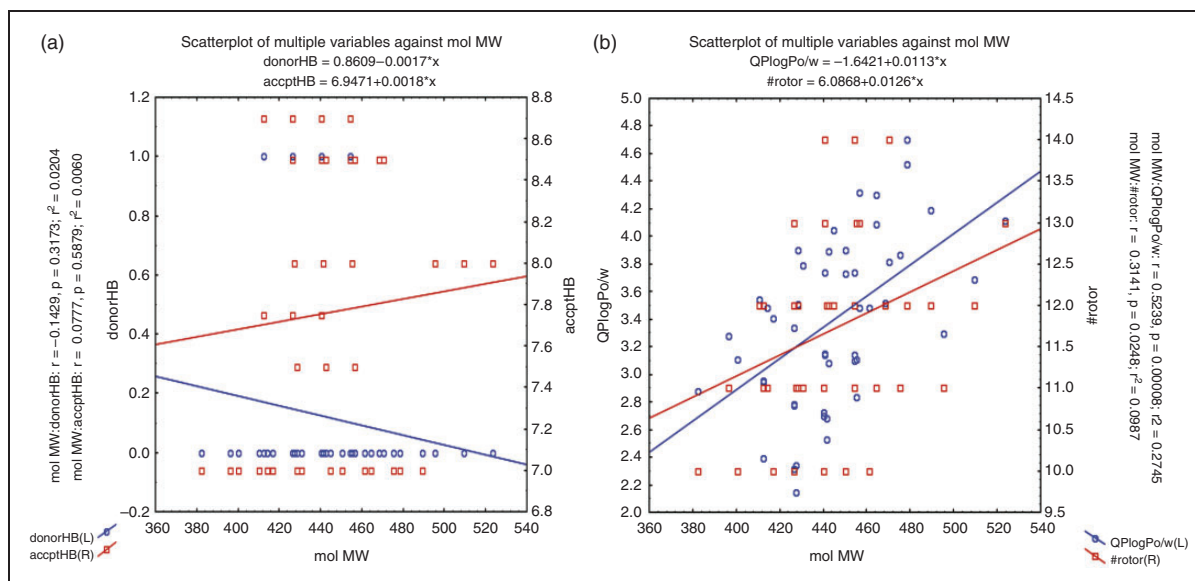 (a)
Scatterplot of multiple variables against mol MW
donorHB = 0.8609−0.0017*x
accptHB = 6.9471+0.0018*x
mol MW:donorHB: r =−0.1429, p = 0.3173; r² = 0.0204
mol MW:accptHB: r = 0.0777, p = 0.5879; r² = 0.0060
donorHB
1.2
1.0
0.8
0.6
0.4
0.2
0.0
−0.2
8.8
8.6
8.4
8.2
8.0
7.8
7.6
7.4
7.2
7.0
6.8
accptHB
360 380 400 420 440 460 480 500 520 540
mol MW
donorHB(L)
accptHB(R)
(b)
Scatterplot of multiple variables against mol MW
QPlogPo/w = −1.6421+0.0113*x
#rotor = 6.0868+0.0126*x
QPlogPo/w
5.0
4.8
4.6
4.4
4.2
4.0
3.8
3.6
3.4
3.2
3.0
2.8
2.6
2.4
2.2
2.0
14.5
14.0
13.5
13.0
12.5
12.0
11.5
11.0
10.5
10.0
9.5
#rotor
mol MW:QPlogPo/w: r = 0.5239, p = 0.00008; r2 = 0.2745
mol MW:#rotor: r = 0.3141, p = 0.0248; r² = 0.0987
360 380 400 420 440 460 480 500 520 540
mol MW
QPlogPo/w(L)
#rotor(R)